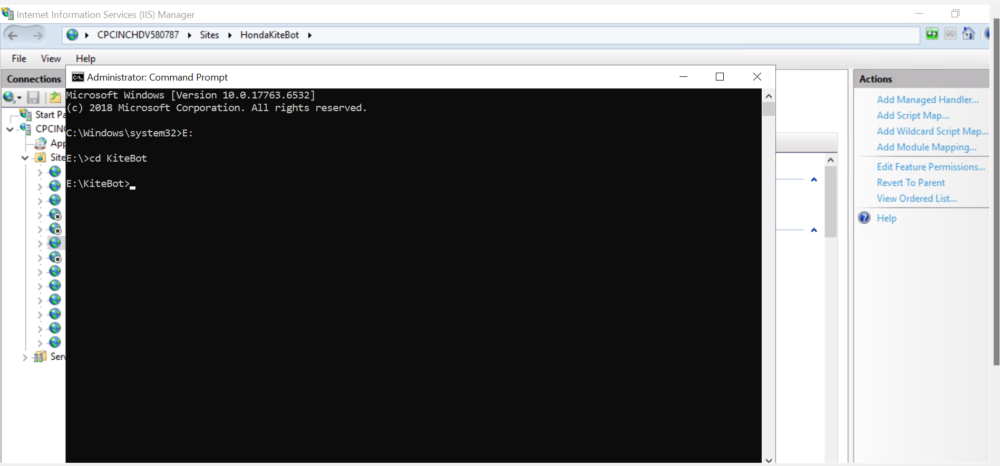 Internet Information Services (IIS) Manager
CPCINCHDV580787 Sites HondaKiteBot
File View Help
Connections
Start Pa
CPCINC
App
Site
Serv
Administrator: Command Prompt
C:\.
Microsoft Windows [Version 10.0.17763.6532]
(c) 2018 Microsoft Corporation. All rights reserved.
C:\Windows\system32>E:
E:\>cd KiteBot
E:\KiteBot>
Actions
Add Managed Handler...
Add Script Map...
Add Wildcard Script Map...
Add Module Mapping...
Edit Feature Permissions...
Revert To Parent
View Ordered List...
Help